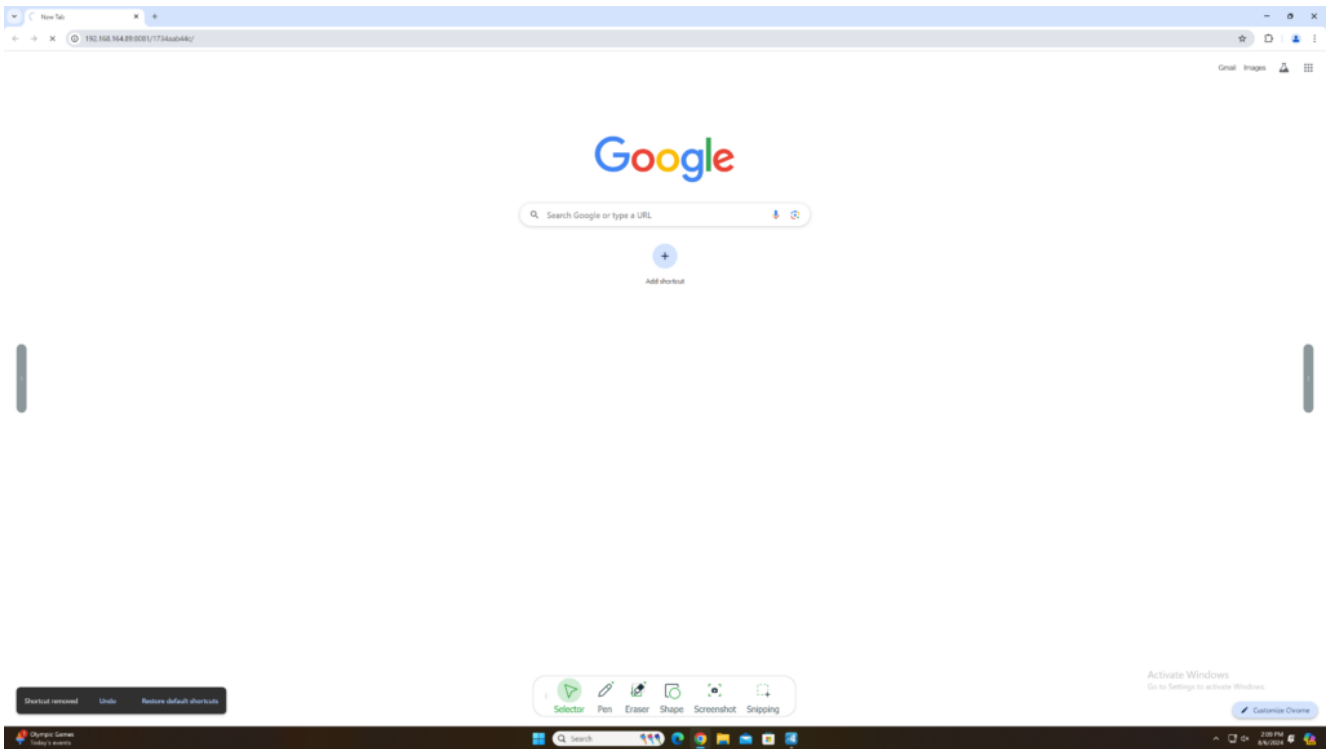 New Tab
192.168.164.89:8081/1734aab44c/
Gmail Images
Google
Search Google or type a URL
Add shortcut
Activate Windows
Go to Settings to activate Windows.
Shortcut removed Undo Restore default shortcuts
Selector Pen Eraser Shape Screenshot Snipping
Customize Chrome
Olympic Games
Today's events
Search
2:09 PM
8/6/2024